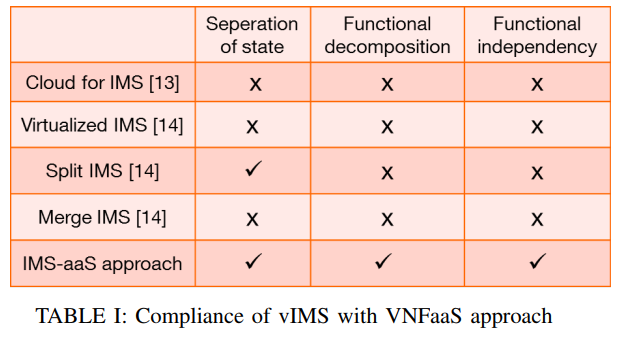 Seperation of state Functional decomposition Functional independency
Cloud for IMS [13] x x x
Virtualized IMS [14] x x x
Split IMS [14] ✓ x x
Merge IMS [14] x x x
IMS-aaS approach ✓ ✓ ✓
TABLE I: Compliance of vIMS with VNFaaS approach